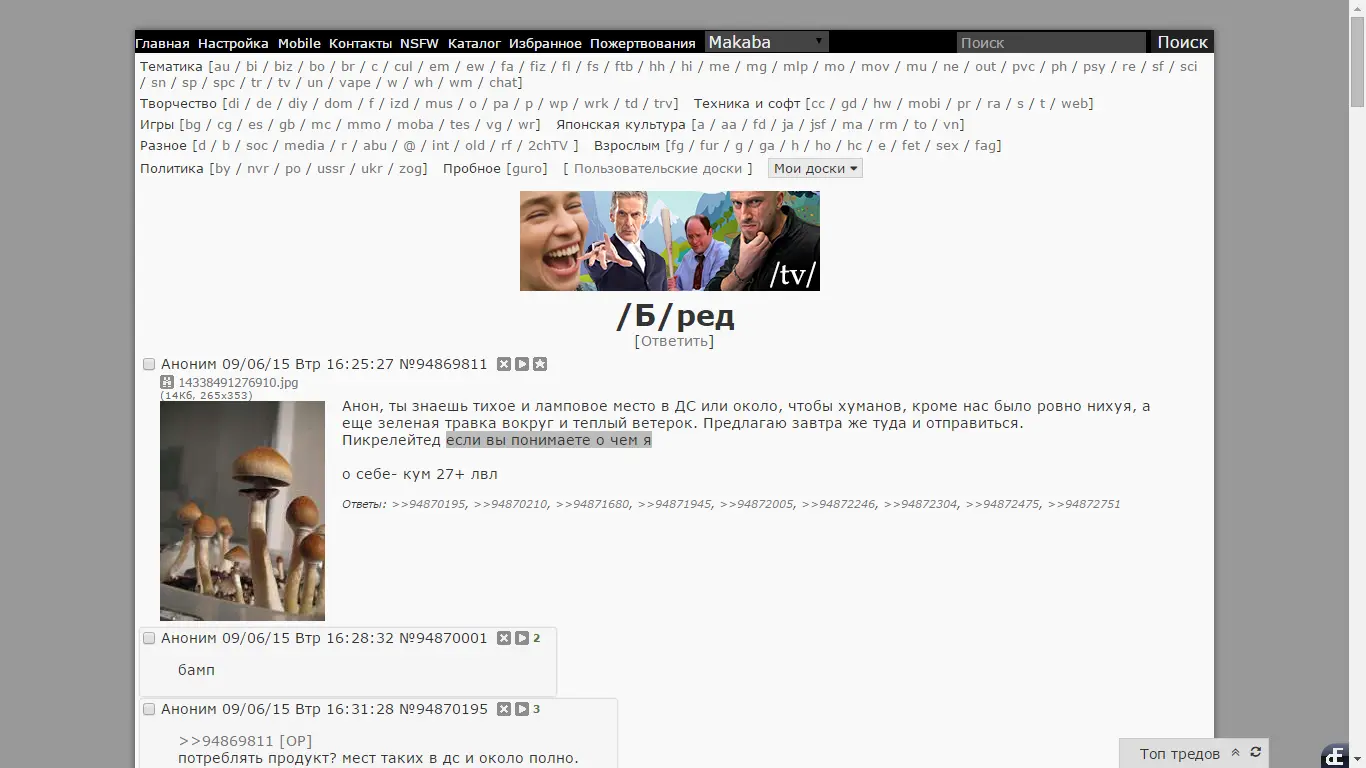 Главная Настройка Mobile Контакты NSFW Каталог Избранное Пожертвования Makaba Поиск Поиск
Тематика [au / bi / biz / bo / br / c / cul / em / ew / fa / fiz / fl / fs / ftb / hh / hi / me / mg / mlp / mo / mov / mu / ne / out / pvc / ph / psy / re / sf / sci
/ sn / sp / spc / tr / tv / un / vape / w / wh / wm / chat]
Творчество [di / de / diy / dom / f / izd / mus / o / pa / p / wp / wrk / td / trv] Техника и софт [cc / gd / hw / mobi / pr / ra / s / t / web]
Игры [bg / cg / es / gb / mc / mmo / moba / tes / vg / wr] Японская культура [a / aa / fd / ja / jsf / ma / rm / to / vn]
Разное [d / b / soc / media / r / abu / @ / int / old / rf / 2chTV ] Взрослым [fg / fur / g / ga / h / ho / hc / e / fet / sex / fag]
Политика [by / nvr / po / ussr / ukr / zog] Пробное [guro] [ Пользовательские доски ] Мои доски
/tv/
/Б/ред
[Ответить]
Аноним 09/06/15 Втр 16:25:27 №94869811
14338491276910.jpg
(14Кб, 265x353)
Анон, ты знаешь тихое и ламповое место в ДС или около, чтобы хуманов, кроме нас было ровно нихуя, а
еще зеленая травка вокруг и теплый ветерок. Предлагаю завтра же туда и отправиться.
Пикрелейтед если вы понимаете о чем я
о себе- кум 27+ лвл
Ответы: >>94870195, >>94870210, >>94871680, >>94871945, >>94872005, >>94872246, >>94872304, >>94872475, >>94872751
Аноним 09/06/15 Втр 16:28:32 №94870001 2
бамп
Аноним 09/06/15 Втр 16:31:28 №94870195 3
>>94869811 [OP]
потреблять продукт? мест таких в дс и около полно.
Топ тредов
dE